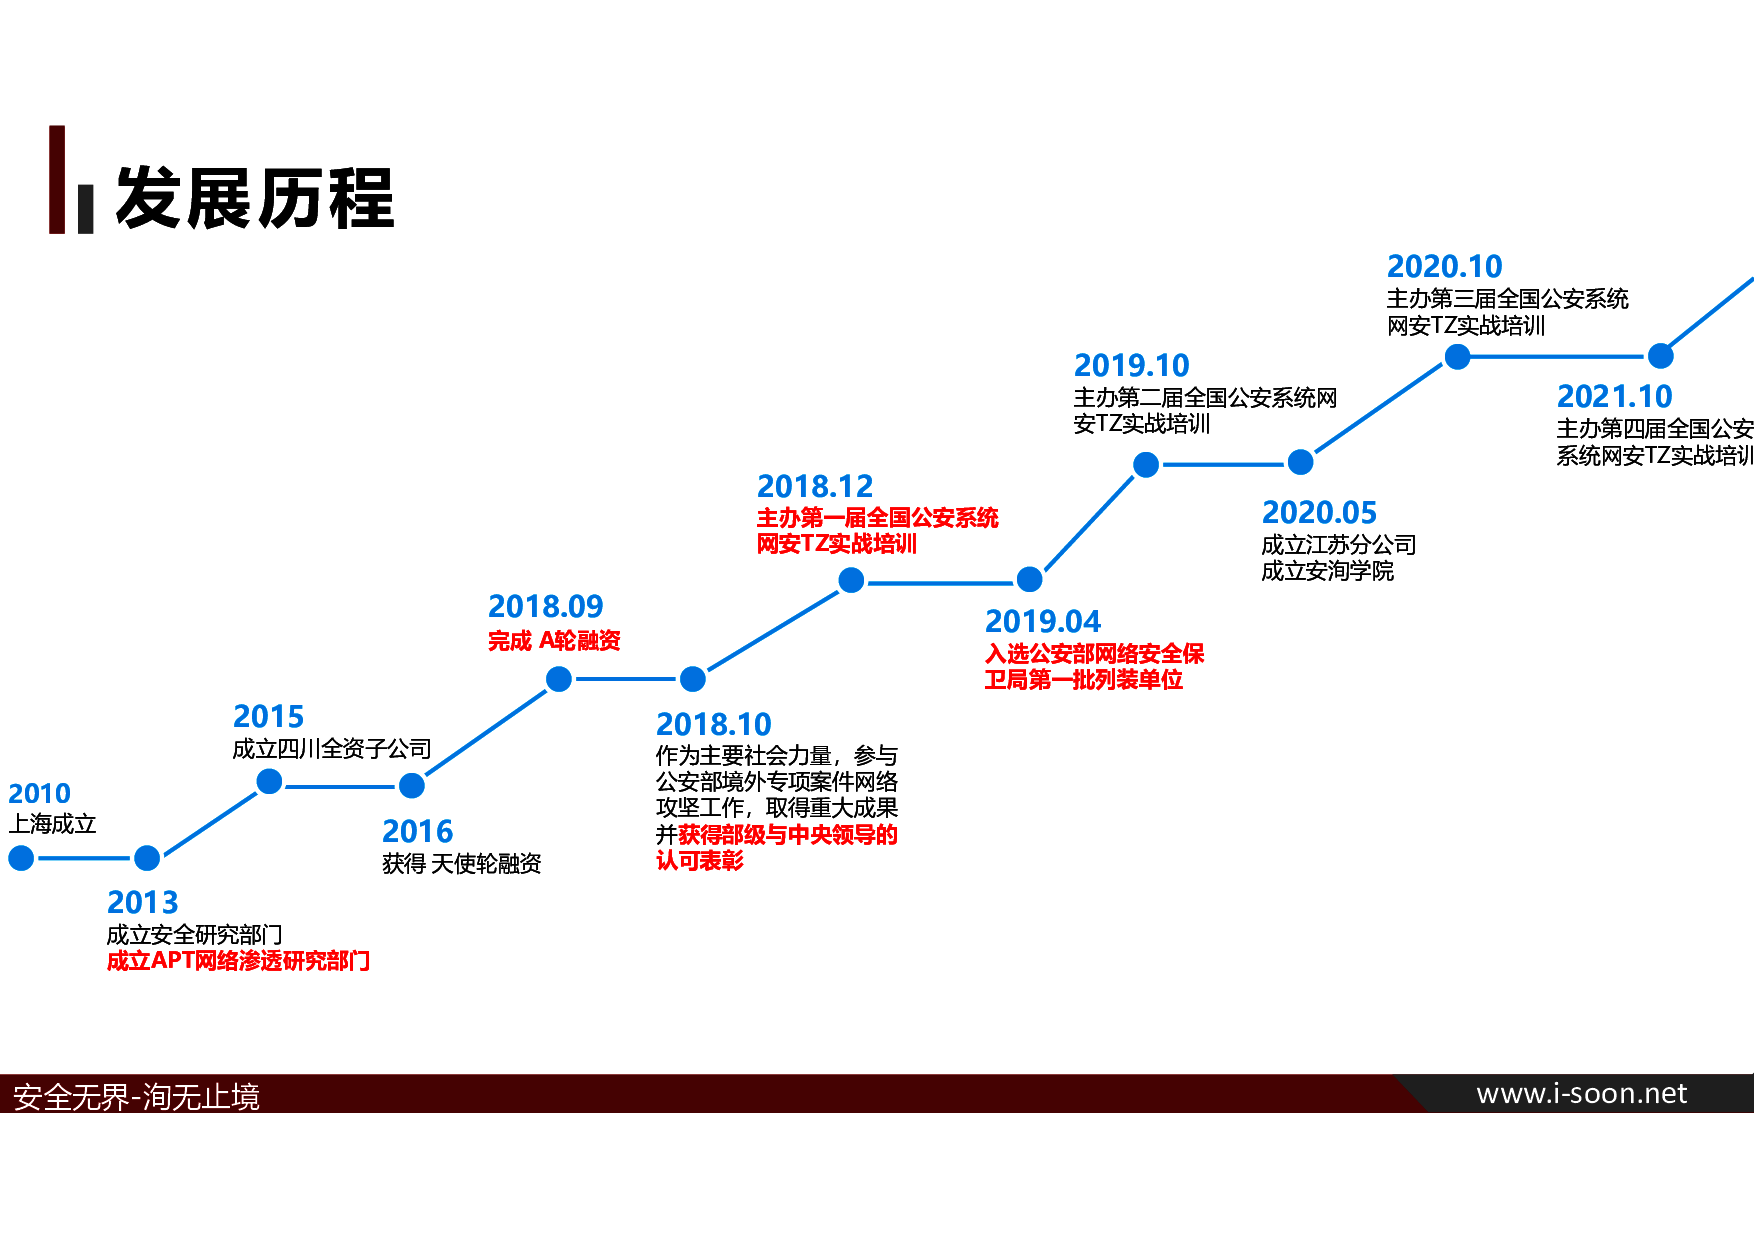 发展历程
2010
上海成立
2013
成立安全研究部门
成立APT网络渗透研究部门
2015
成立四川全资子公司
2016
获得 天使轮融资
2018.09
完成 A轮融资
2018.10
作为主要社会力量，参与
公安部境外专项案件网络
攻坚工作，取得重大成果
并获得部级与中央领导的
认可表彰
2018.12
主办第一届全国公安系统
网安TZ实战培训
2019.04
入选公安部网络安全保
卫局第一批列装单位
2019.10
主办第二届全国公安系统网
安TZ实战培训
2020.05
成立江苏分公司
成立安洵学院
2020.10
主办第三届全国公安系统
网安TZ实战培训
2021.10
主办第四届全国公安
系统网安TZ实战培训
安全无界-洵无止境
www.i-soon.net